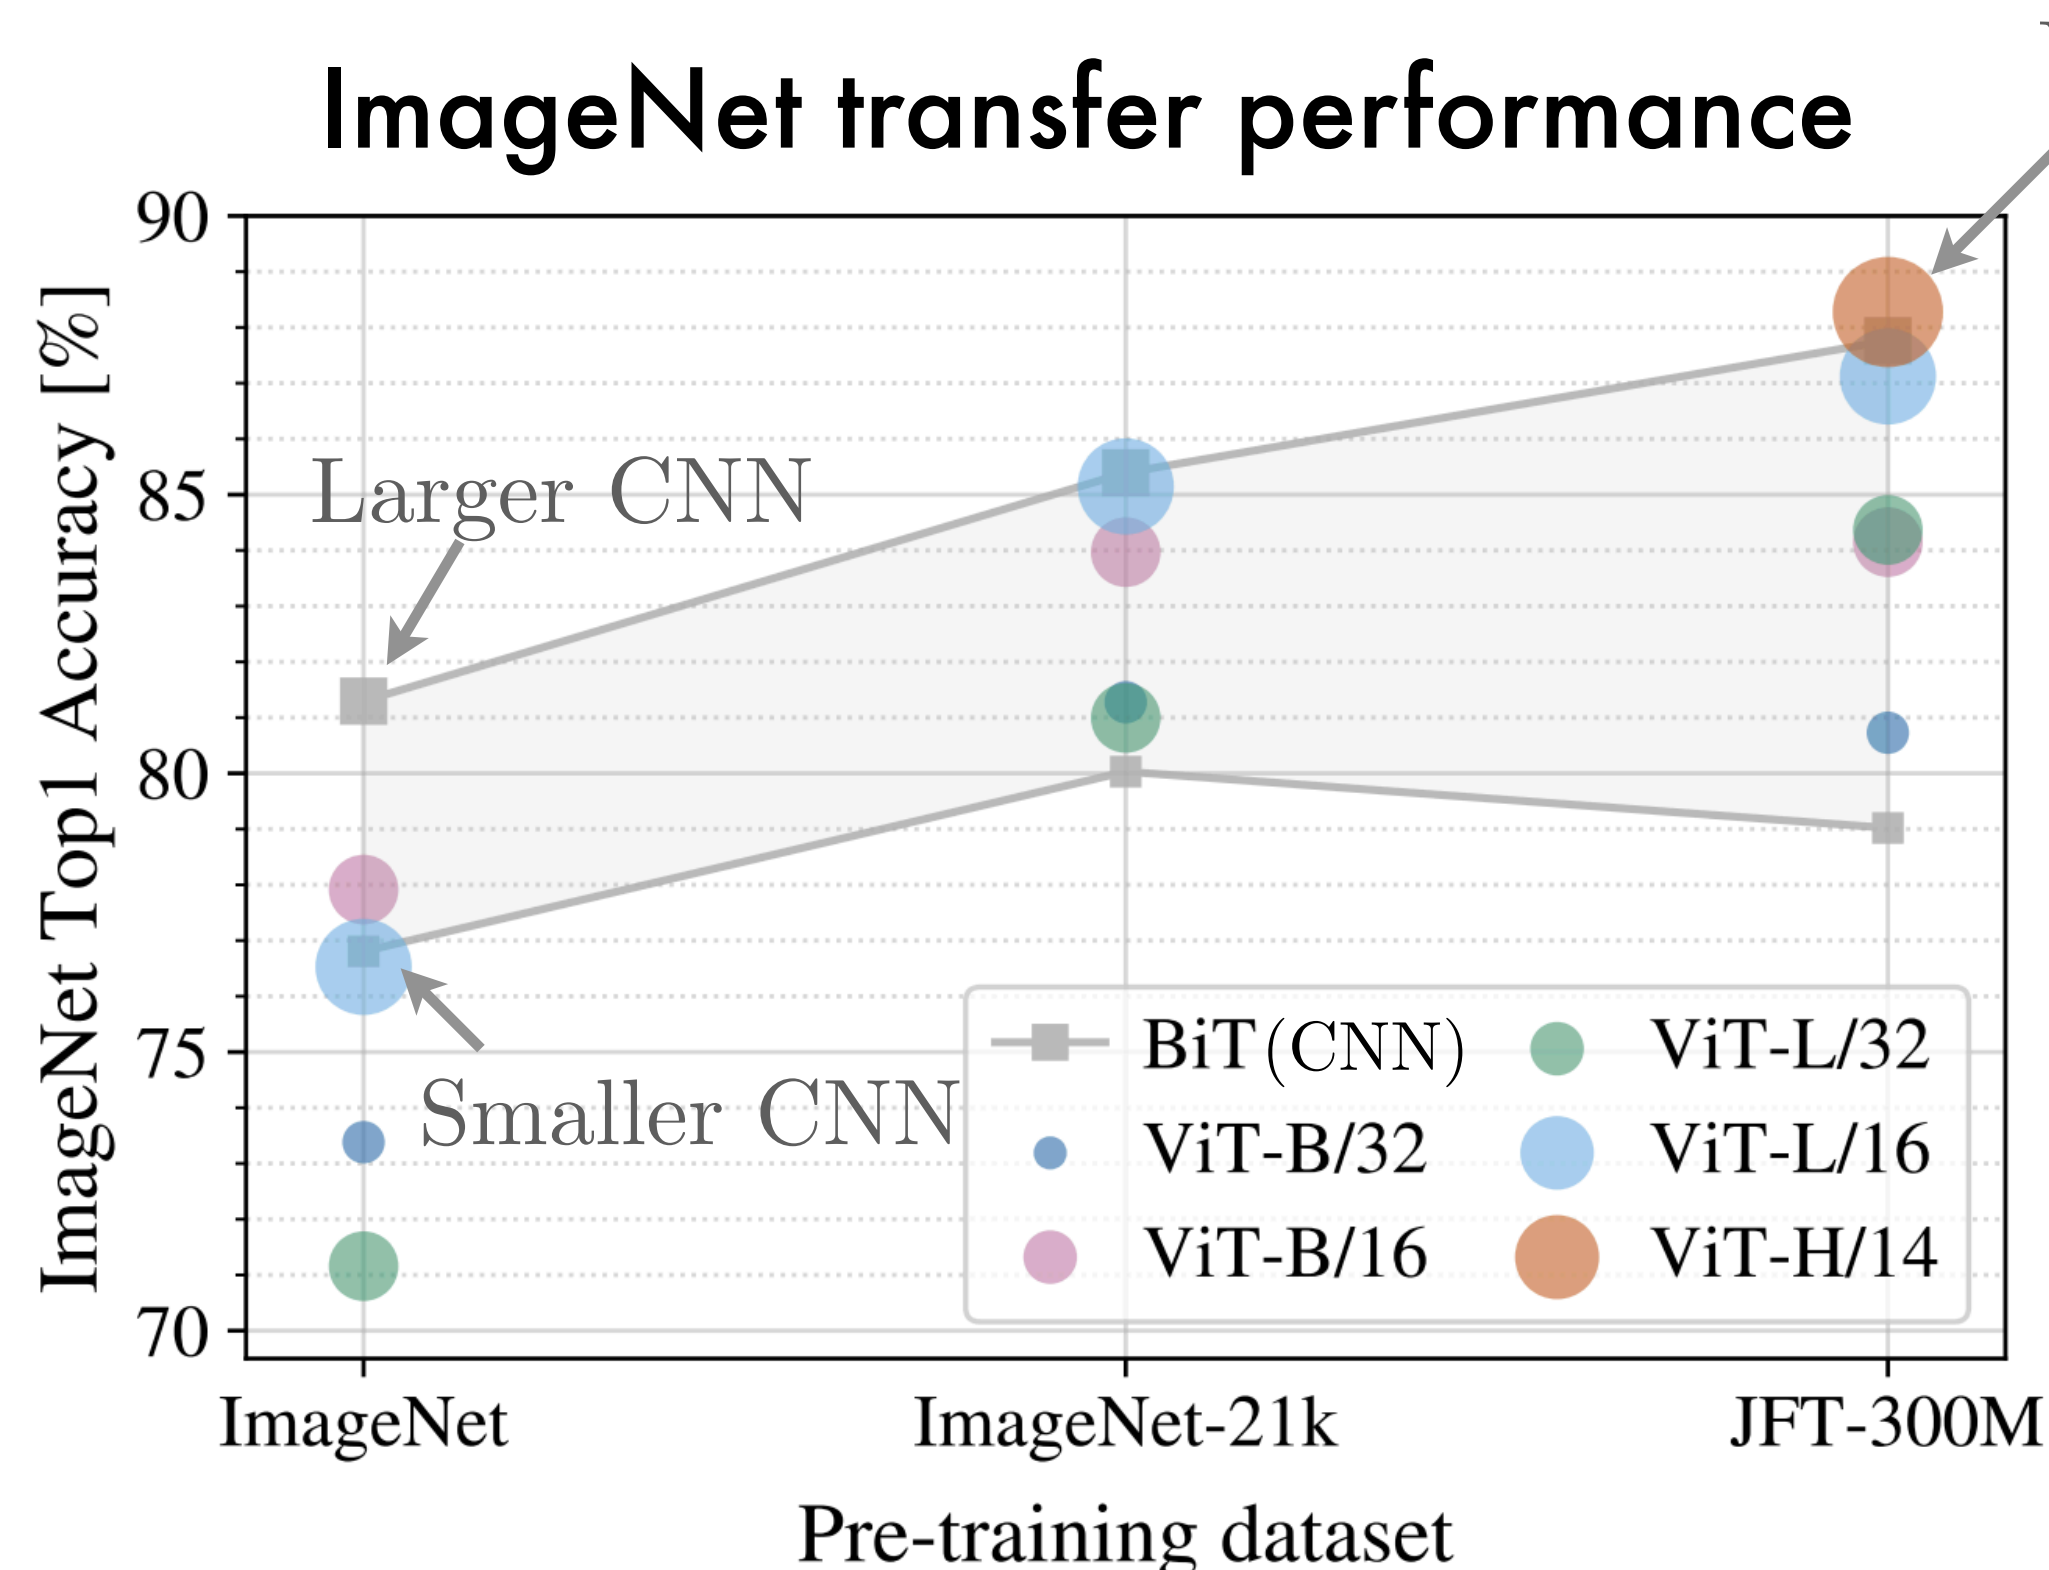 ImageNet transfer performance
ImageNet Top1 Accuracy [%]
90
85
80
75
70
Larger CNN
Smaller CNN
BiT (CNN)
ViT-B/32
ViT-B/16
ViT-L/32
ViT-L/16
ViT-H/14
ImageNet
ImageNet-21k
JFT-300M
Pre-training dataset